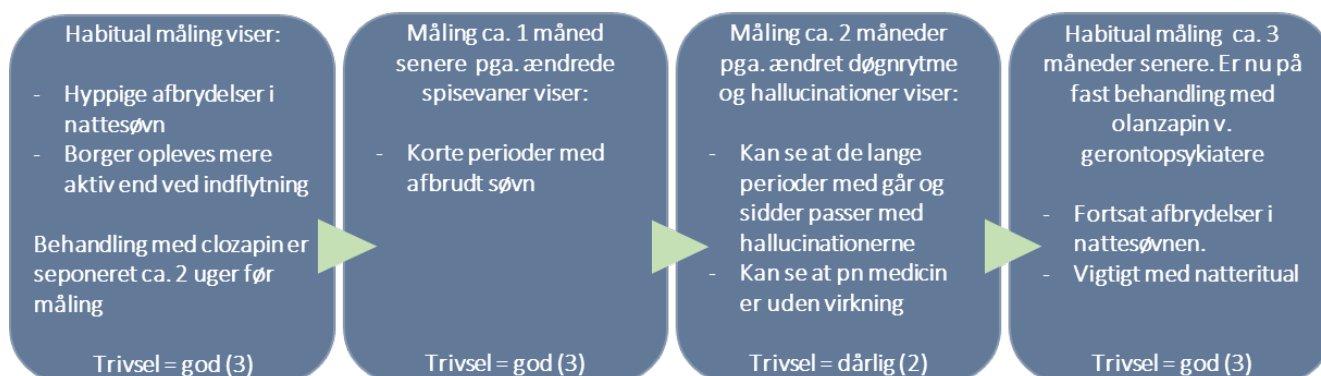 Habitual måling viser:
- Hyppige afbrydelser i
nattesøvn
- Borger opleves mere
aktiv end ved indflytning
Behandling med clozapin er
seponeret ca. 2 uger før
måling
Trivsel = god (3)
Måling ca. 1 måned
senere pga. ændrede
spisevaner viser:
- Korte perioder med
afbrudt søvn
Trivsel = god (3)
Måling ca. 2 måneder
pga. ændret døgnrytme
og hallucinationer viser:
- Kan se at de lange
perioder med går og
sidder passer med
hallucinationerne
- Kan se at pn medicin
er uden virkning
Trivsel = dårlig (2)
Habitual måling ca. 3
måneder senere. Er nu på
fast behandling med
olanzapin v.
gerontopsykiatere
- Fortsat afbrydelser i
nattesøvnen.
- Vigtigt med natteritual
Trivsel = god (3)